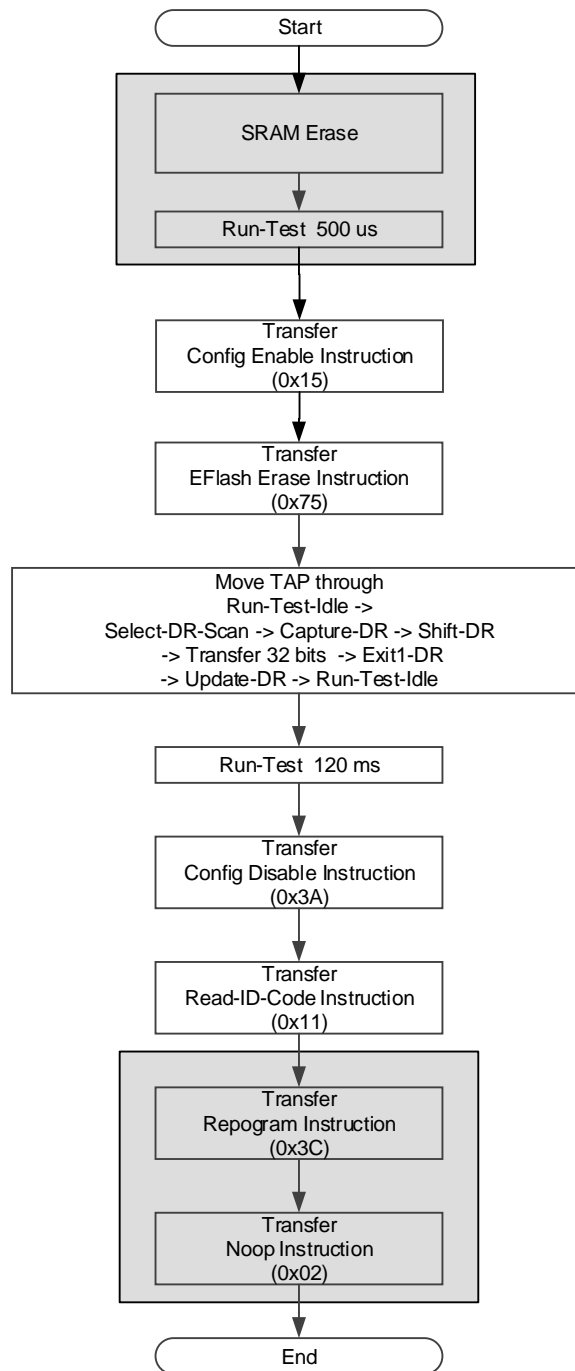 Start
SRAM Erase
Run-Test 500 us
Transfer
Config Enable Instruction
(0x15)
Transfer
EFlash Erase Instruction
(0x75)
Move TAP through
Run-Test-Idle ->
Select-DR-Scan -> Capture-DR -> Shift-DR
-> Transfer 32 bits -> Exit1-DR
-> Update-DR -> Run-Test-Idle
Run-Test 120 ms
Transfer
Config Disable Instruction
(0x3A)
Transfer
Read-ID-Code Instruction
(0x11)
Transfer
Repogram Instruction
(0x3C)
Transfer
Noop Instruction
(0x02)
End